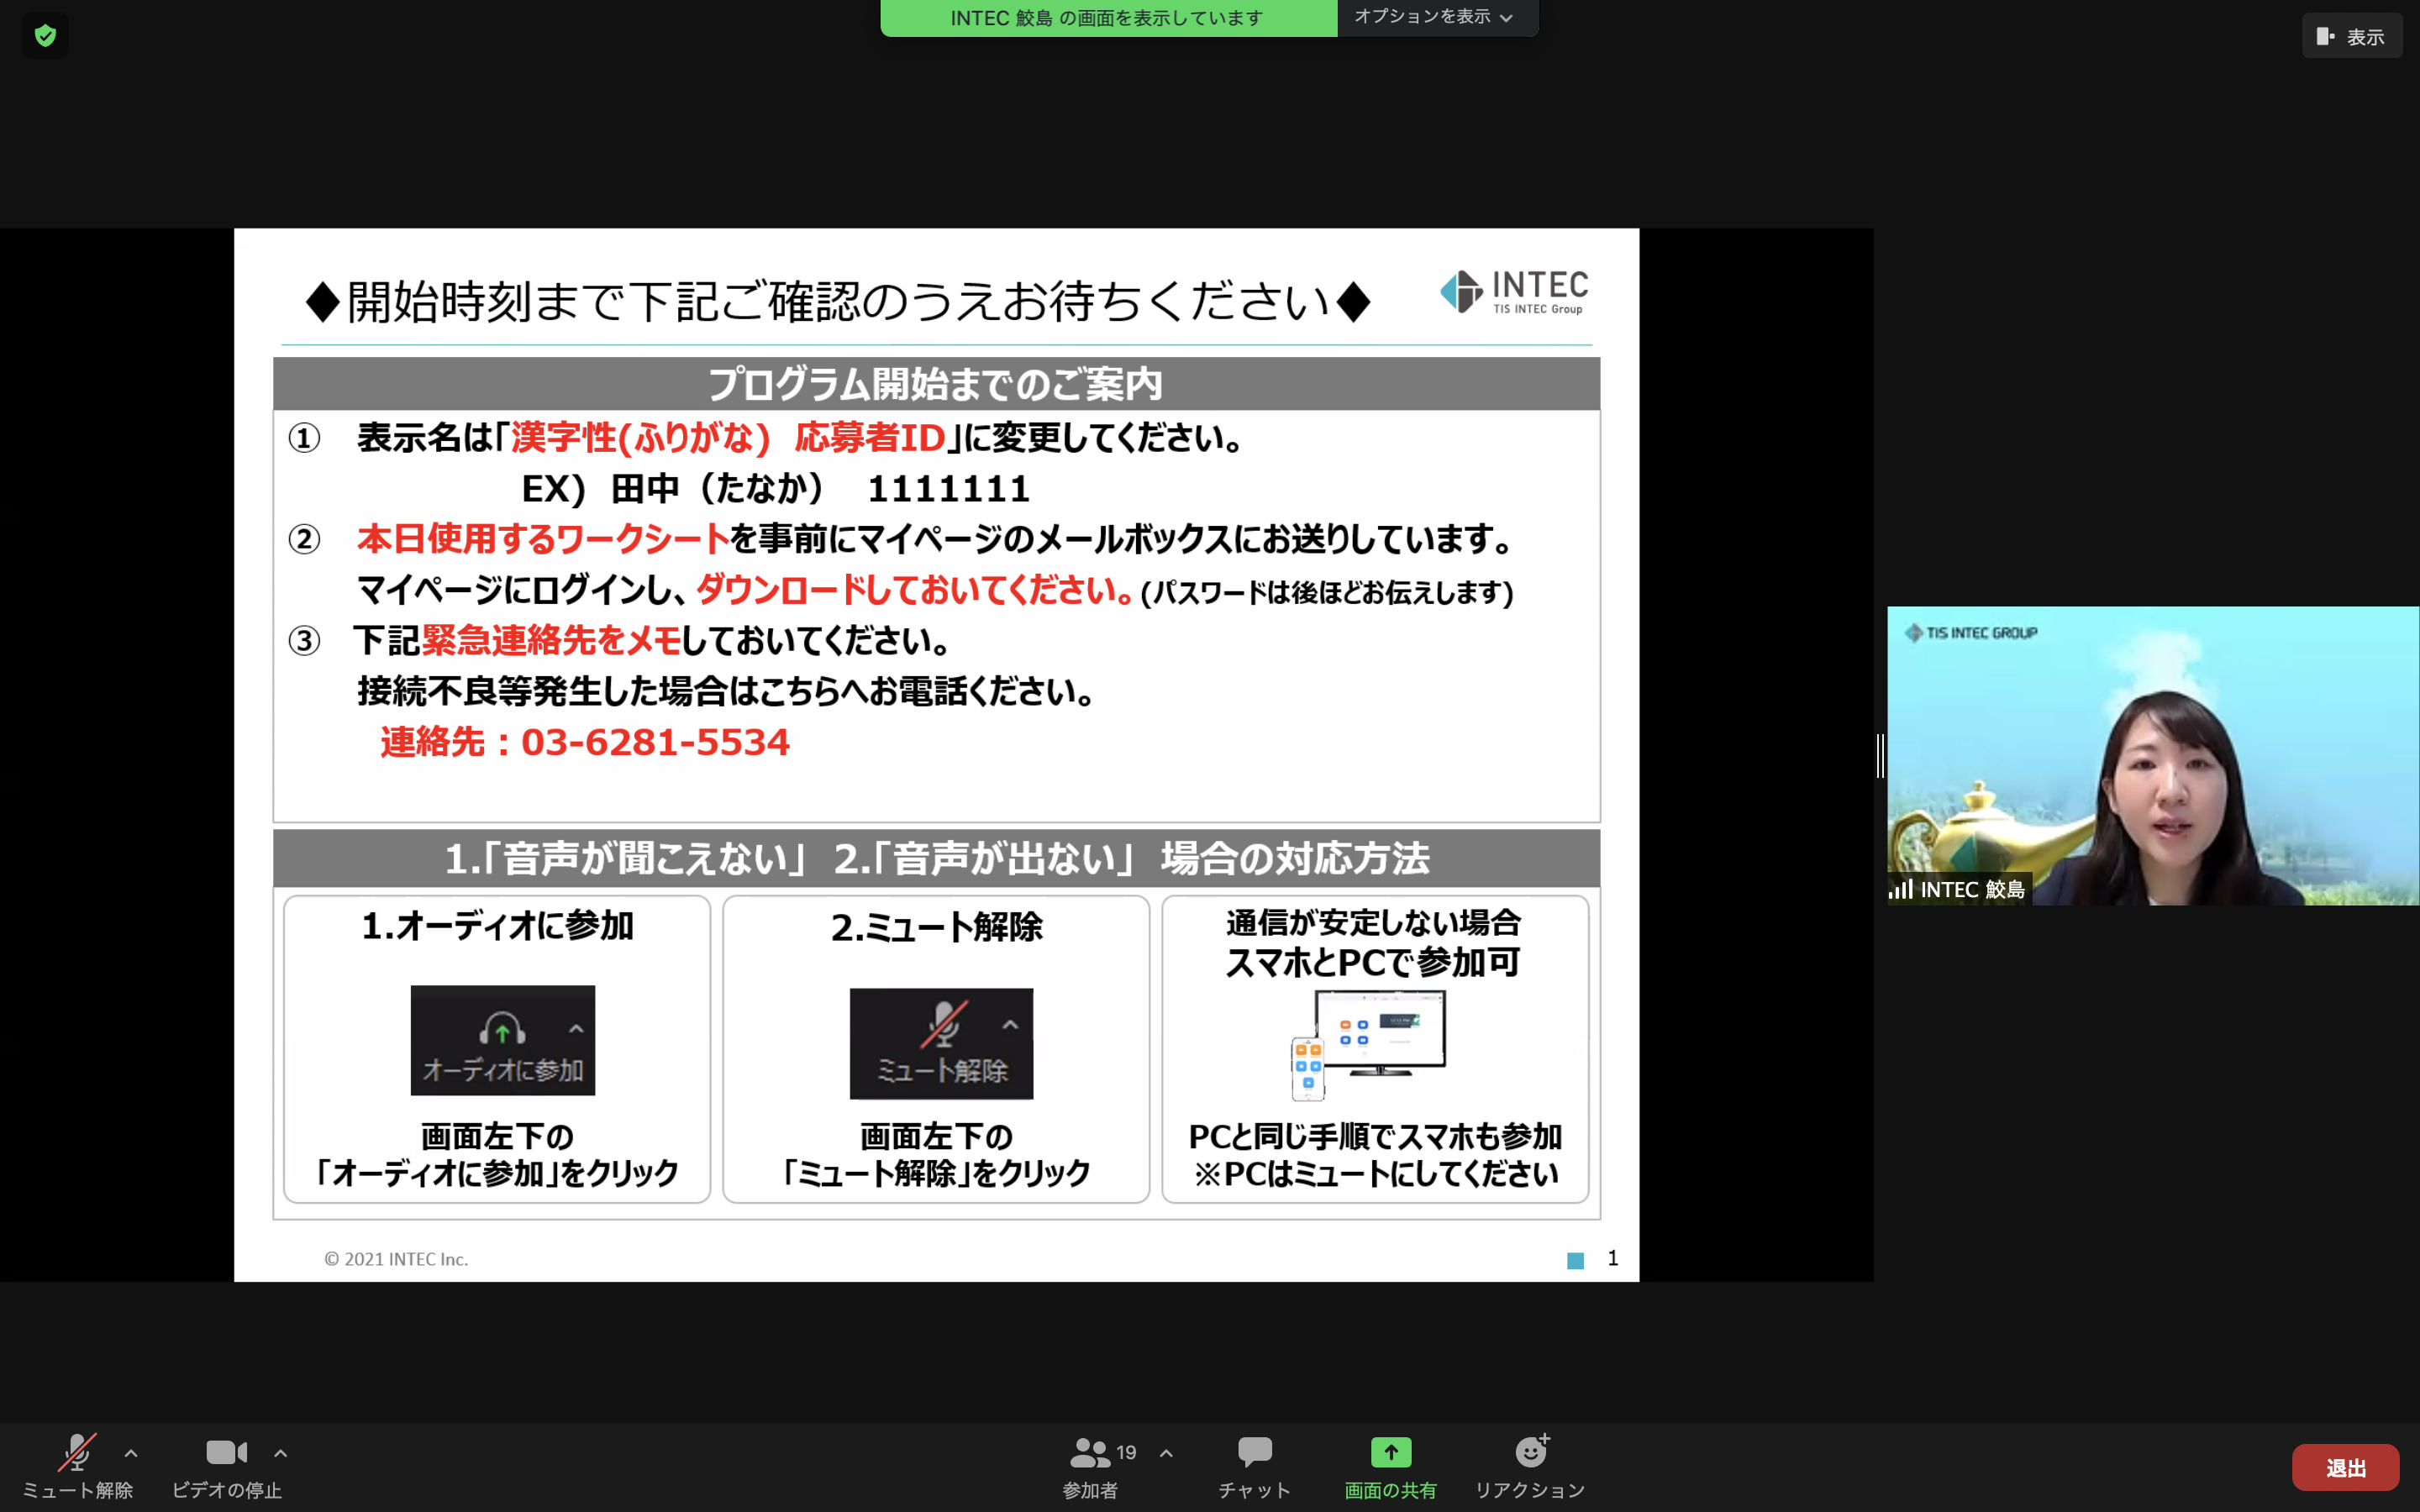 INTEC 鮫島 の画面を表示しています
オプションを表示
表示
◆開始時刻まで下記ご確認のうえお待ちください◆
INTEC
TIS INTEC Group
プログラム開始までのご案内
① 表示名は「漢字性(ふりがな) 応募者ID」に変更してください。
EX) 田中（たなか） 1111111
② 本日使用するワークシートを事前にマイページのメールボックスにお送りしています。
マイページにログインし、ダウンロードしておいてください。(パスワードは後ほどお伝えします)
③ 下記緊急連絡先をメモしておいてください。
接続不良等発生した場合はこちらへお電話ください。
連絡先：03-6281-5534
1.「音声が聞こえない」 2.「音声が出ない」 場合の対応方法
1.オーディオに参加
オーディオに参加
画面左下の
「オーディオに参加」をクリック
2.ミュート解除
ミュート解除
画面左下の
「ミュート解除」をクリック
通信が安定しない場合
スマホとPCで参加可
PCと同じ手順でスマホも参加
※PCはミュートにしてください
© 2021 INTEC Inc.
1
TIS INTEC GROUP
INTEC 鮫島
ミュート解除
ビデオの停止
19
参加者
チャット
画面の共有
リアクション
退出